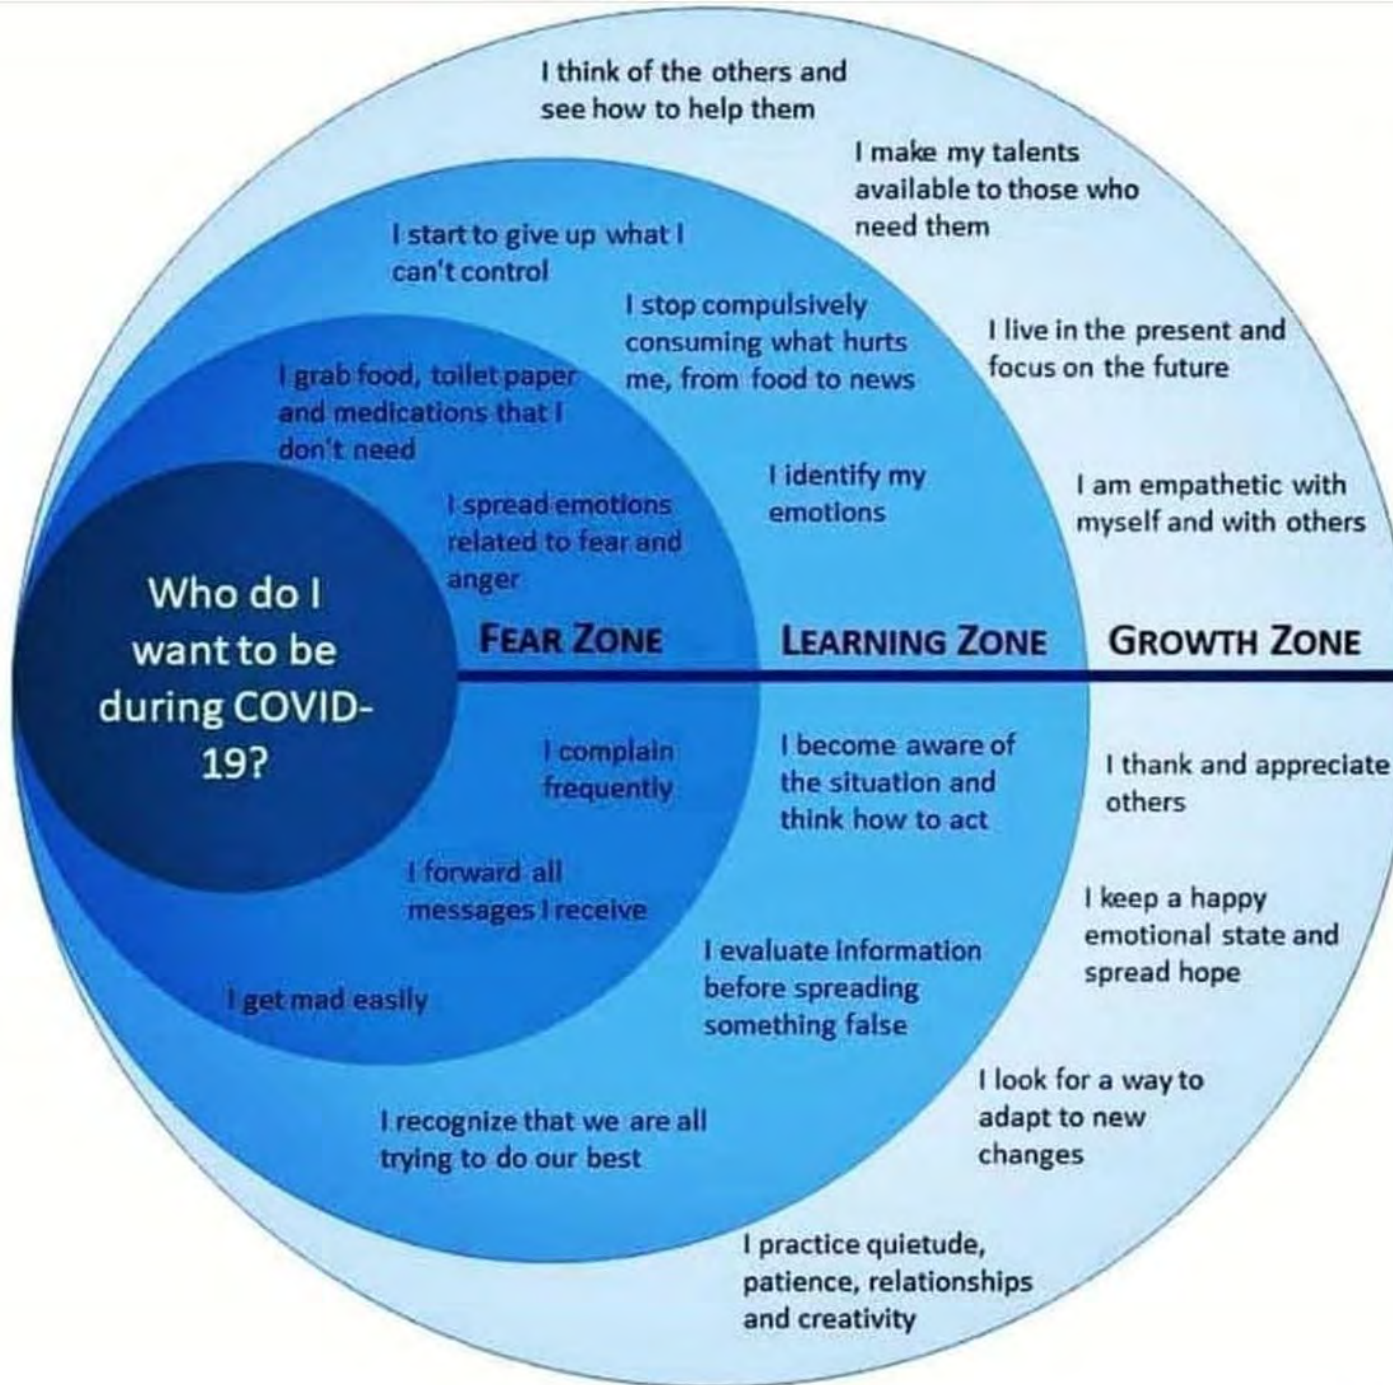 I think of the others and
see how to help them
I make my talents
available to those who
need them
I start to give up what I
can't control
I stop compulsively
consuming what hurts
me, from food to news
I live in the present and
focus on the future
I grab food, toilet paper
and medications that I
don't need
I identify my
emotions
I am empathetic with
myself and with others
I spread emotions
related to fear and
anger
Who do I
want to be
during COVID-
19?
FEAR ZONE
LEARNING ZONE
GROWTH ZONE
I complain
frequently
I become aware of
the situation and
think how to act
I thank and appreciate
others
I forward all
messages I receive
I keep a happy
emotional state and
spread hope
I evaluate information
before spreading
something false
I get mad easily
I look for a way to
adapt to new
changes
I recognize that we are all
trying to do our best
I practice quietude,
patience, relationships
and creativity